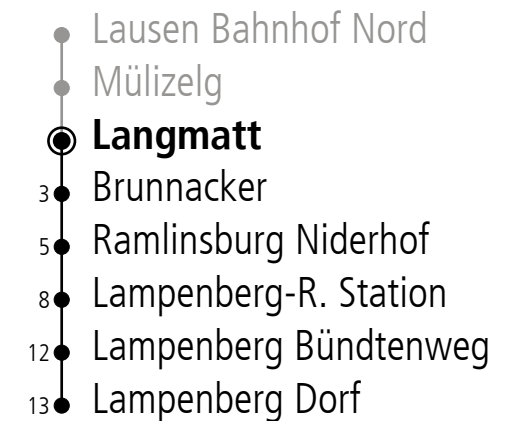 Lausen Bahnhof Nord
Mülizelg
Langmatt
3 Brunnacker
5 Ramlinsburg Niderhof
8 Lampenberg-R. Station
12 Lampenberg Bündtenweg
13 Lampenberg Dorf